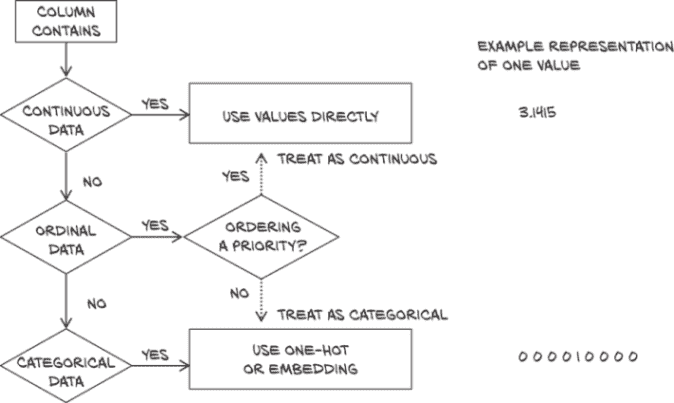 COLUMN
CONTAINS
EXAMPLE REPRESENTATION
OF ONE VALUE
CONTINUOUS
DATA
YES
USE VALUES DIRECTLY
3.1415
NO
YES
TREAT AS CONTINUOUS
ORDINAL
DATA
YES
ORDERING
A PRIORITY?
NO
NO
TREAT AS CATEGORICAL
CATEGORICAL
DATA
YES
USE ONE-HOT
OR EMBEDDING
0 0 0 0 1 0 0 0 0